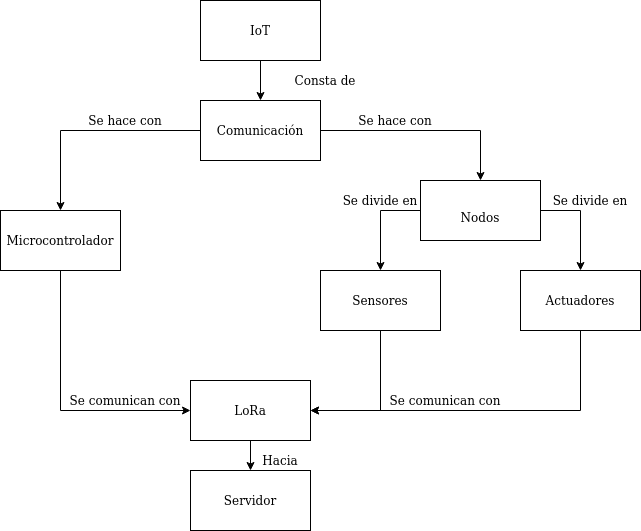 IoT
Consta de
Comunicación
Se hace con
Se hace con
Microcontrolador
Nodos
Se divide en
Se divide en
Sensores
Actuadores
Se comunican con
Se comunican con
LoRa
Hacia
Servidor